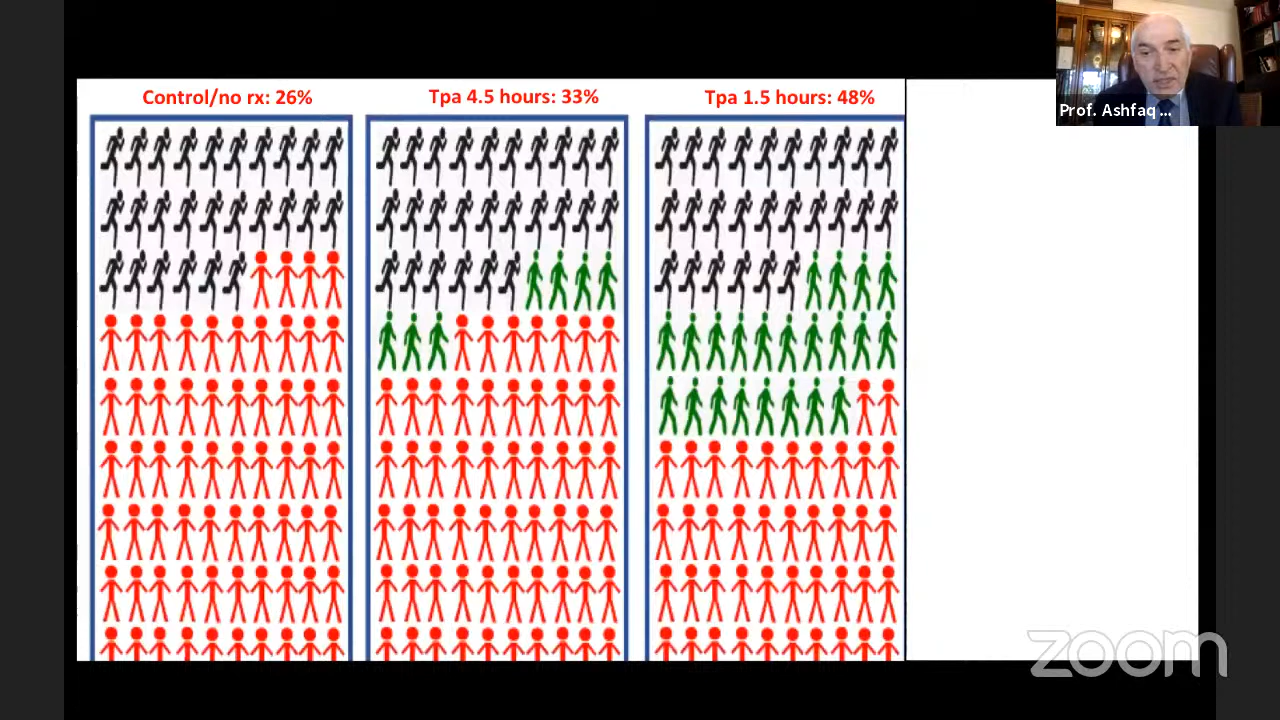 Control/no rx: 26%
Tpa 4.5 hours: 33%
Tpa 1.5 hours: 48%
Prof. Ashfaq ...
zoom